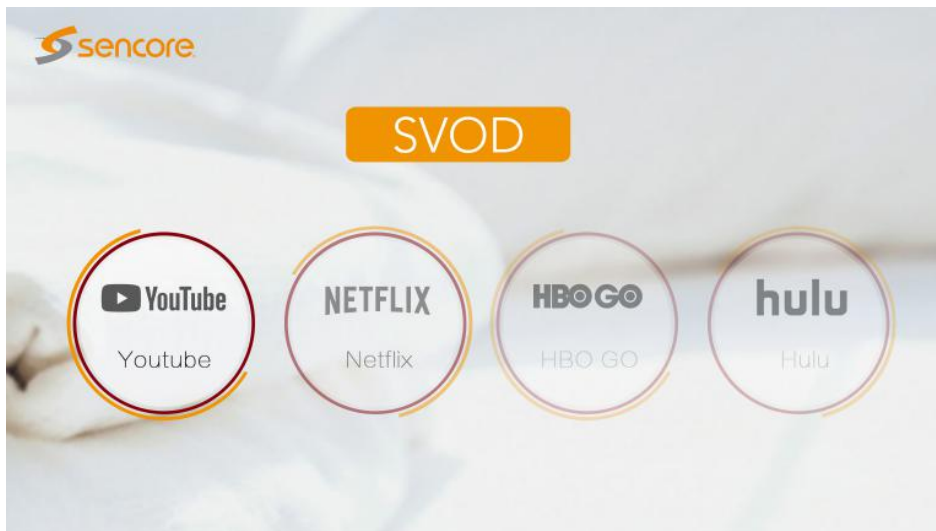 sencore
SVOD
YouTube
NETFLIX
HBO GO
hulu
Youtube
Netflix
HBO GO
Hulu